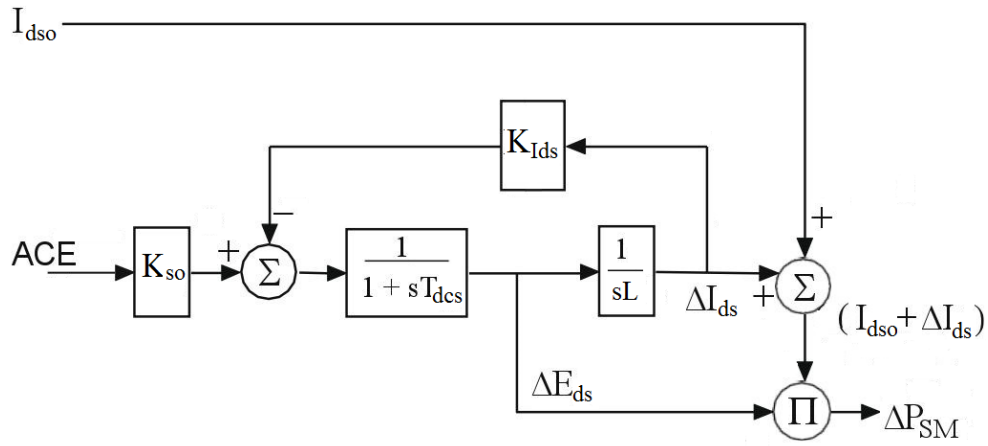 I_dso
K_Ids
−
+
ACE
K_so
+
Σ
1
1 + sT_dcs
1
sL
ΔI_ds
+
Σ
(I_dso + ΔI_ds)
ΔE_ds
Π
ΔP_SM